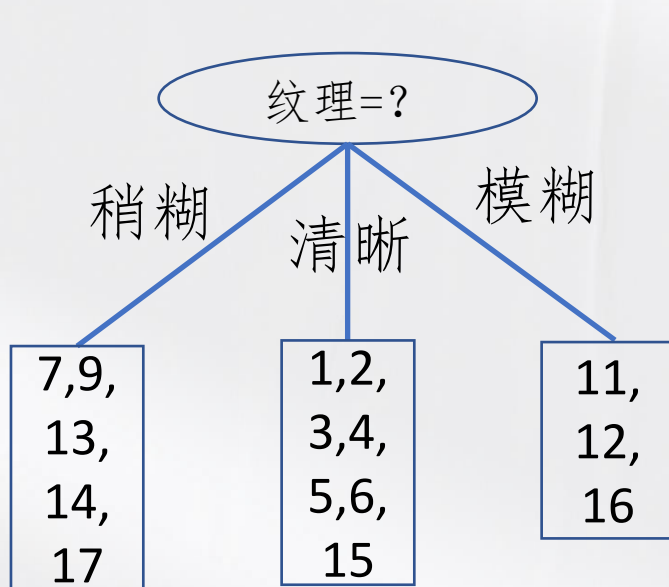 纹理=?
稍糊
清晰
模糊
7,9,
13,
14,
17
1,2,
3,4,
5,6,
15
11,
12,
16